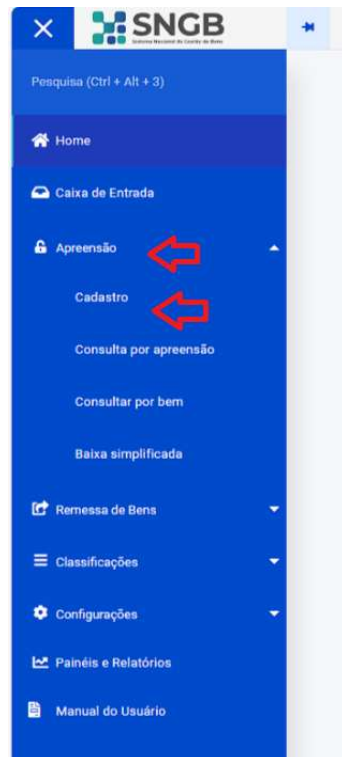 SNGB
Sistema Nacional de Gestão de Bens
Pesquisa (Ctrl + Alt + 3)
Home
Caixa de Entrada
Apreensão
Cadastro
Consulta por apreensão
Consultar por bem
Baixa simplificada
Remessa de Bens
Classificações
Configurações
Painéis e Relatórios
Manual do Usuário